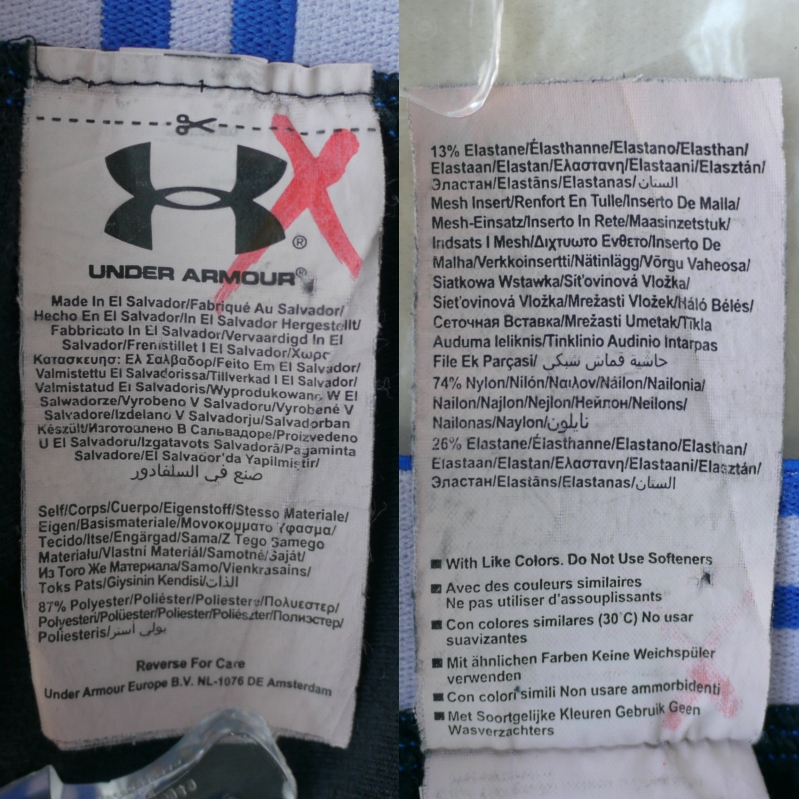 UNDER ARMOUR®
Made In El Salvador/Fabriqué Au Salvador/
Hecho En El Salvador/In El Salvador Hergestellt/
Fabbricato In El Salvador/Vervaardigd In El
Salvador/Fremstillet I El Salvador/Χωρς
Κατασκευησ: Ελ Σαλβαδορ/Feito Em El Salvador/
Valmistettu El Salvadorissa/Tillverkad I El Salvador/
Valmistatud El Salvadoris/Wyprodukowano W El
Salwadorze/Vyrobeno V Salvadoru/Vyrobené V
Salvadore/Izdelano V Salvadorju/Salvadorban
Készült/Изготовлено В Сальвадоре/Proizvedeno
U El Salvadoru/Izgatavots Salvadorā/Pagaminta
Salvadore/El Salvador'da Yapilmiştir/
صنع في السلفادور
Self/Corps/Cuerpo/Eigenstoff/Stesso Materiale/
Eigen/Basismateriale/Μονοκομματο Υφασμα/
Tecido/Itse/Engärgad/Sama/Z Tego Samego
Materiału/Vlastní Materiál/Samotné/Saját/
Из Того Же Материала/Samo/Vienkrasains/
Toks Pats/Giysinin Kendisi/الذات
87% Polyester/Poliéster/Poliestere/Πολυεστερ/
Polyesteri/Polüester/Poliester/Poliészter/Полиэстер/
Poliesteris/بولي استر
Reverse For Care
Under Armour Europe B.V. NL-1076 DE Amsterdam
13% Elastane/Élasthanne/Elastano/Elasthan/
Elastaan/Elastan/Ελαστανη/Elastaani/Elasztán/
Эластан/Elastāns/Elastanas/الستان
Mesh Insert/Renfort En Tulle/Inserto De Malla/
Mesh-Einsatz/Inserto In Rete/Maasinzetstuk/
Indsats I Mesh/Διχτυωτο Ενθετο/Inserto De
Malha/Verkkoinsertti/Nätinlägg/Võrgu Vaheosa/
Siatkowa Wstawka/Síťovinová Vložka/
Sieťovinová Vložka/Mrežasti Vložek/Háló Bélés/
Сеточная Вставка/Mrežasti Umetak/Tīkla
Auduma Ieliknis/Tinklinio Audinio Intarpas
File Ek Parçasi/ حاشية قماش شبكي
74% Nylon/Nilón/Ναιλον/Náilon/Nailonia/
Nailon/Najlon/Nejlon/Нейлон/Neilons/
Nailonas/Naylon/نايلون
26% Elastane/Élasthanne/Elastano/Elasthan/
Elastaan/Elastan/Ελαστανη/Elastaani/Elasztán/
Эластан/Elastāns/Elastanas/الستان
With Like Colors. Do Not Use Softeners
Avec des couleurs similaires
Ne pas utiliser d'assouplissants
Con colores similares (30°C) No usar
suavizantes
Mit ähnlichen Farben Keine Weichspüler
verwenden
Con colori simili Non usare ammorbidenti
Met Soortgelijke Kleuren Gebruik Geen
Wasverzachters